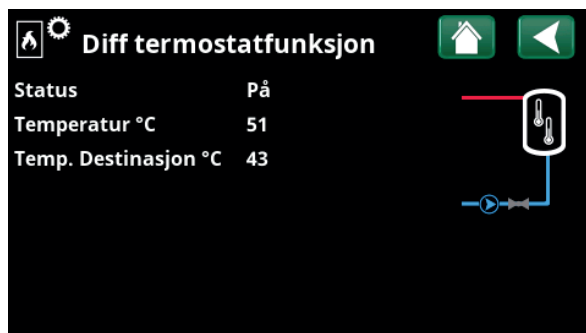 Diff termostatfunksjon
Status På
Temperatur °C 51
Temp. Destinasjon °C 43